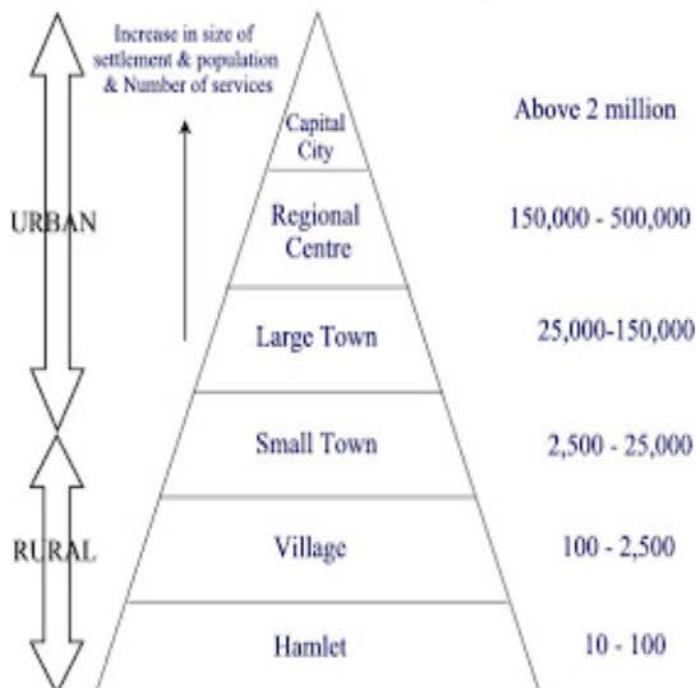 Increase in size of
settlement & population
& Number of services
Capital
City
Above 2 million
URBAN
Regional
Centre
150,000 - 500,000
Large Town
25,000-150,000
Small Town
2,500 - 25,000
RURAL
Village
100 - 2,500
Hamlet
10 - 100